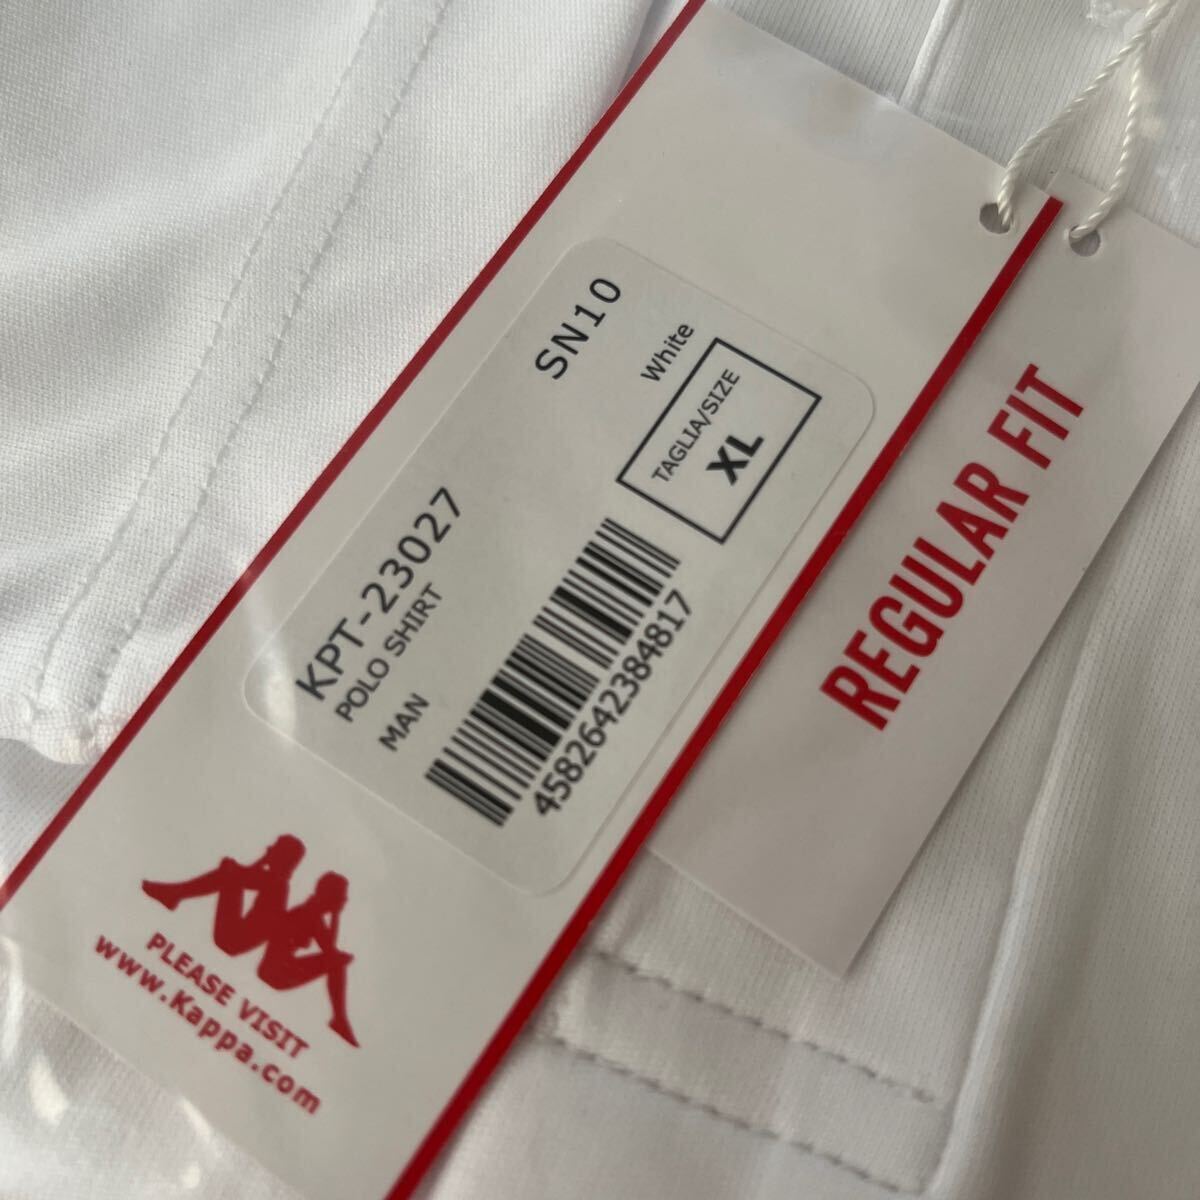 KPT-23027
SN10
POLO SHIRT
White
MAN
TAGLIA/SIZE
XL
4582642384817
PLEASE VISIT
www.Kappa.com
REGULAR FIT